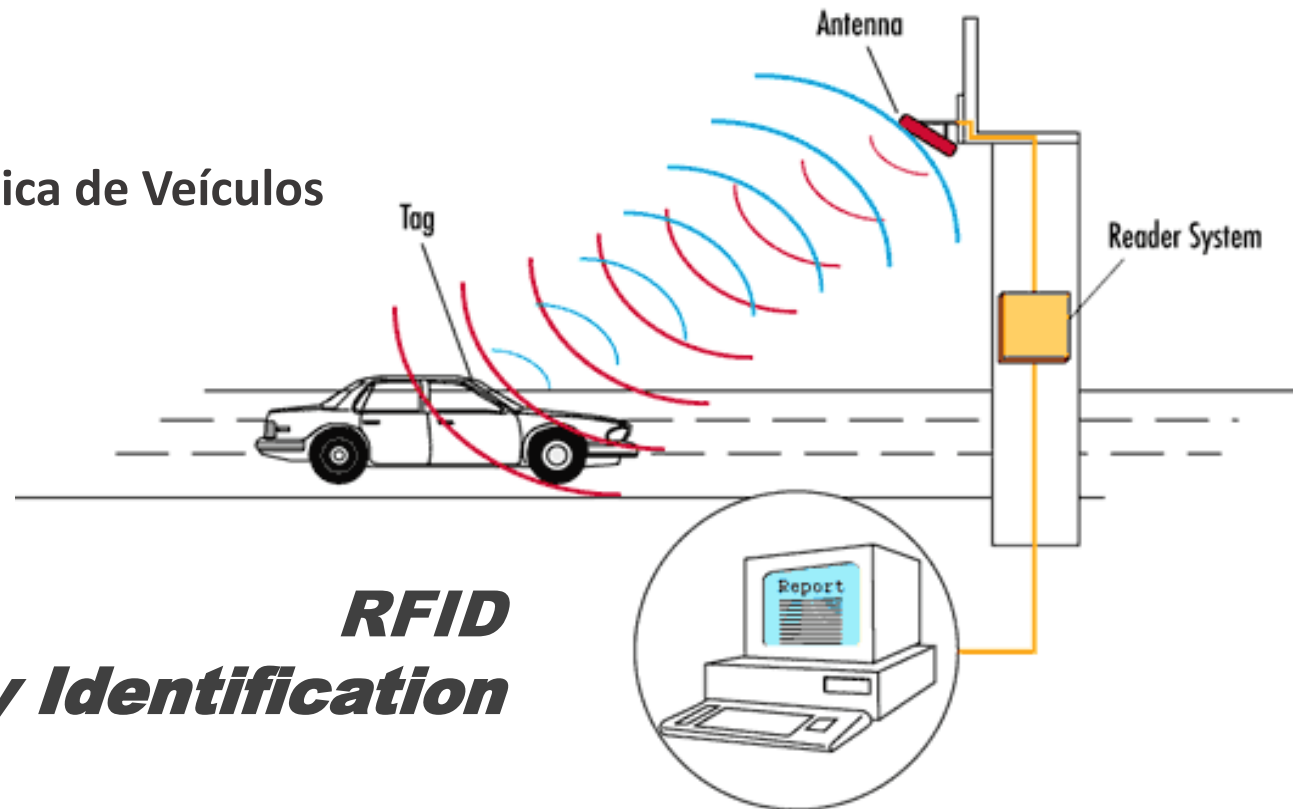 Antenna
ica de Veículos
Tag
Reader System
Report
RFID
y Identification